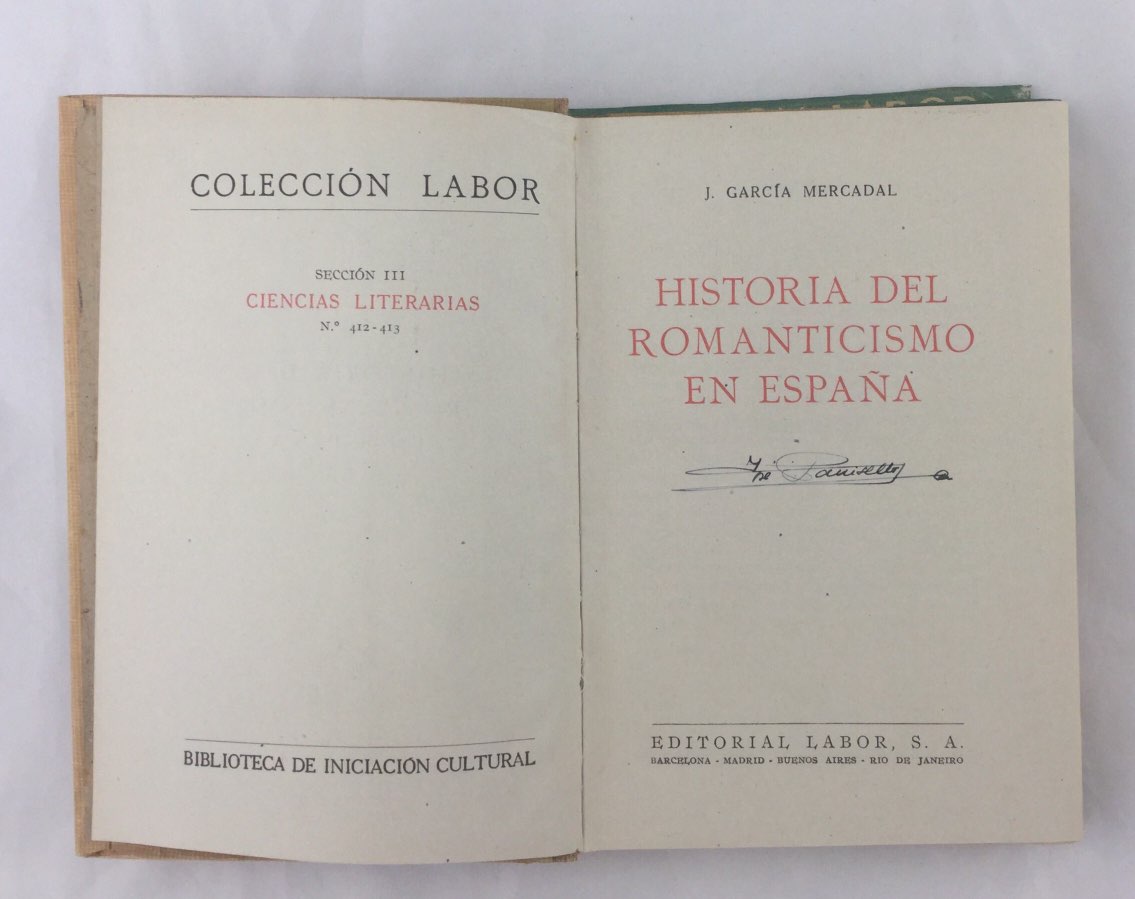 COLECCIÓN LABOR
SECCIÓN III
CIENCIAS LITERARIAS
N.º 412-413
BIBLIOTECA DE INICIACIÓN CULTURAL
J. GARCÍA MERCADAL
HISTORIA DEL
ROMANTICISMO
EN ESPAÑA
EDITORIAL LABOR, S. A.
BARCELONA - MADRID - BUENOS AIRES - RIO DE JANEIRO